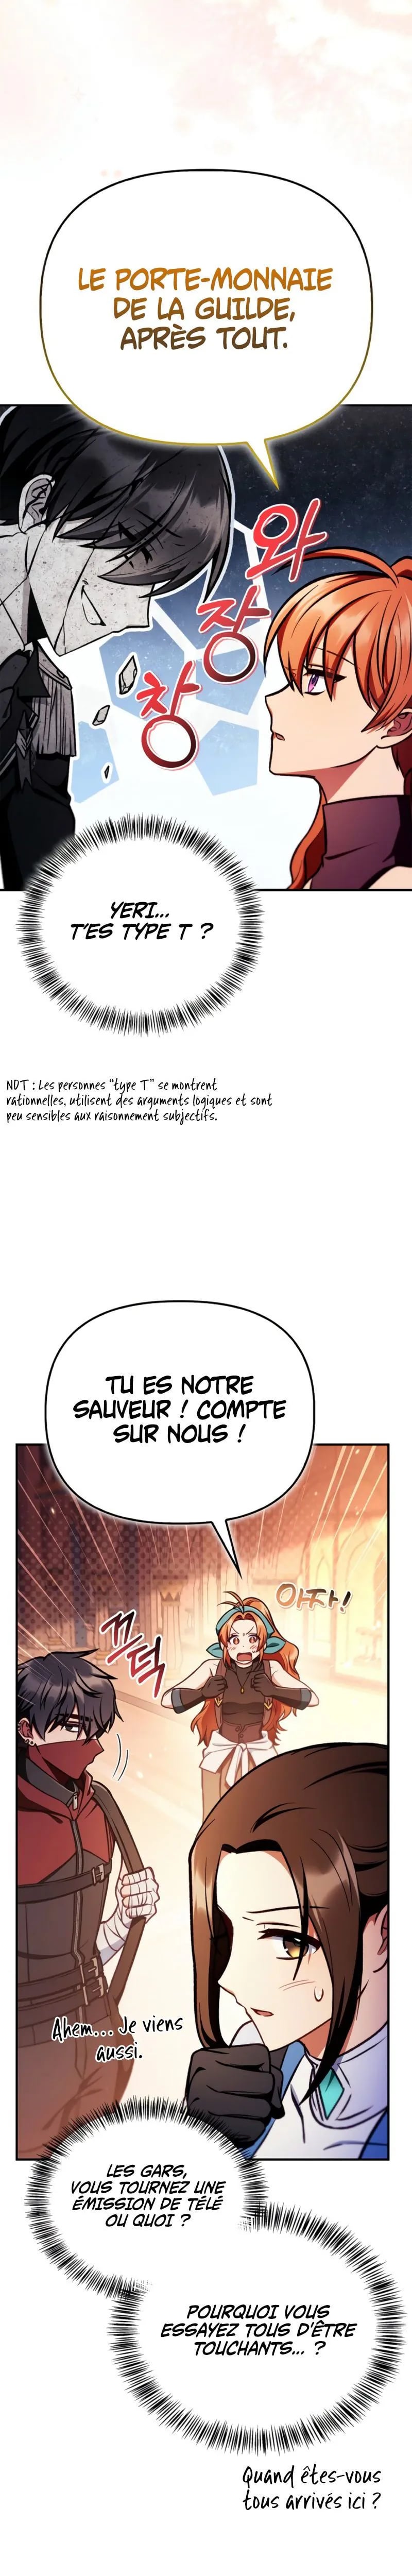 LE PORTE-MONNAIE
DE LA GUILDE,
APRÈS TOUT.
와
장
창
YERI...
T'ES TYPE T ?
NDT : Les personnes "type T" se montrent
rationnelles, utilisent des arguments logiques et sont
peu sensibles aux raisonnement subjectifs.
TU ES NOTRE
SAUVEUR ! COMPTE
SUR NOUS !
아자!
끄덕
Ahem... Je viens
aussi.
LES GARS,
VOUS TOURNEZ UNE
ÉMISSION DE TÉLÉ
OU QUOI ?
POURQUOI VOUS
ESSAYEZ TOUS D'ÊTRE
TOUCHANTS... ?
Quand êtes-vous
tous arrivés ici ?